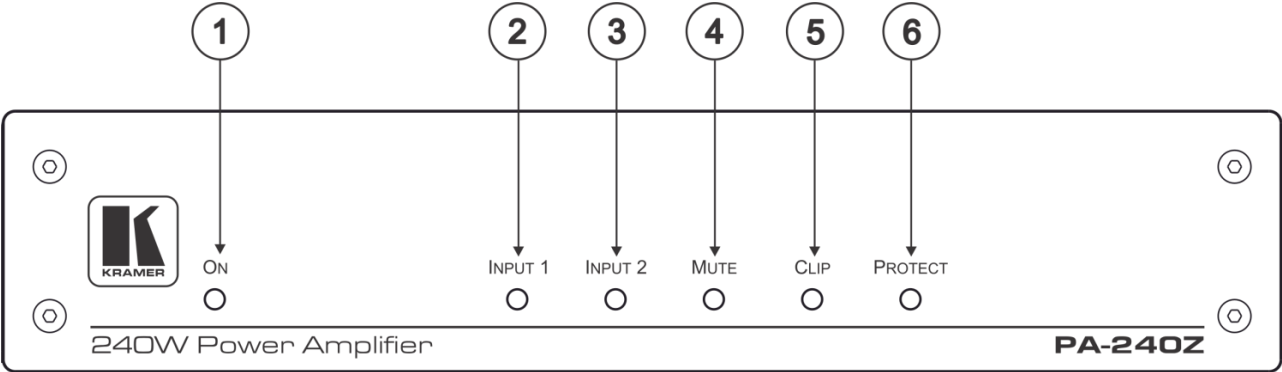 1 2 3 4 5 6
ON INPUT 1 INPUT 2 MUTE CLIP PROTECT
K
KRAMER
240W Power Amplifier PA-240Z